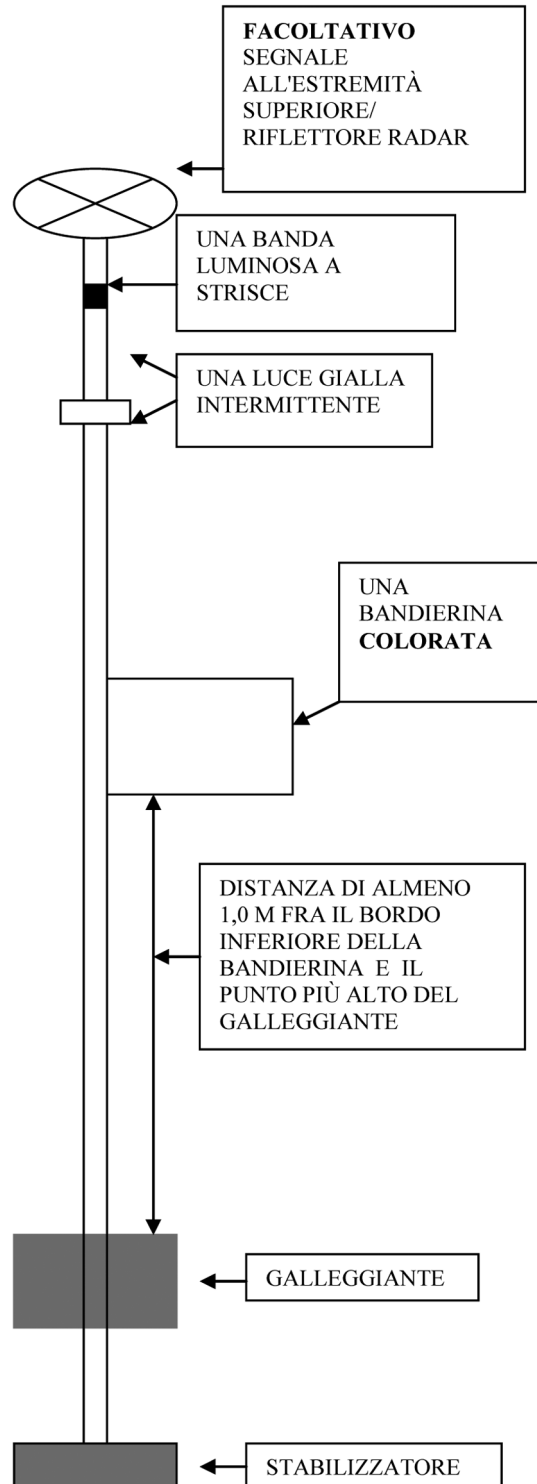 FACOLTATIVO
SEGNALE
ALL'ESTREMITÀ
SUPERIORE/
RIFLETTORE RADAR
UNA BANDA
LUMINOSA A
STRISCE
UNA LUCE GIALLA
INTERMITTENTE
UNA
BANDIERINA
COLORATA
DISTANZA DI ALMENO
1,0 M FRA IL BORDO
INFERIORE DELLA
BANDIERINA E IL
PUNTO PIÙ ALTO DEL
GALLEGGIANTE
GALLEGGIANTE
STABILIZZATORE